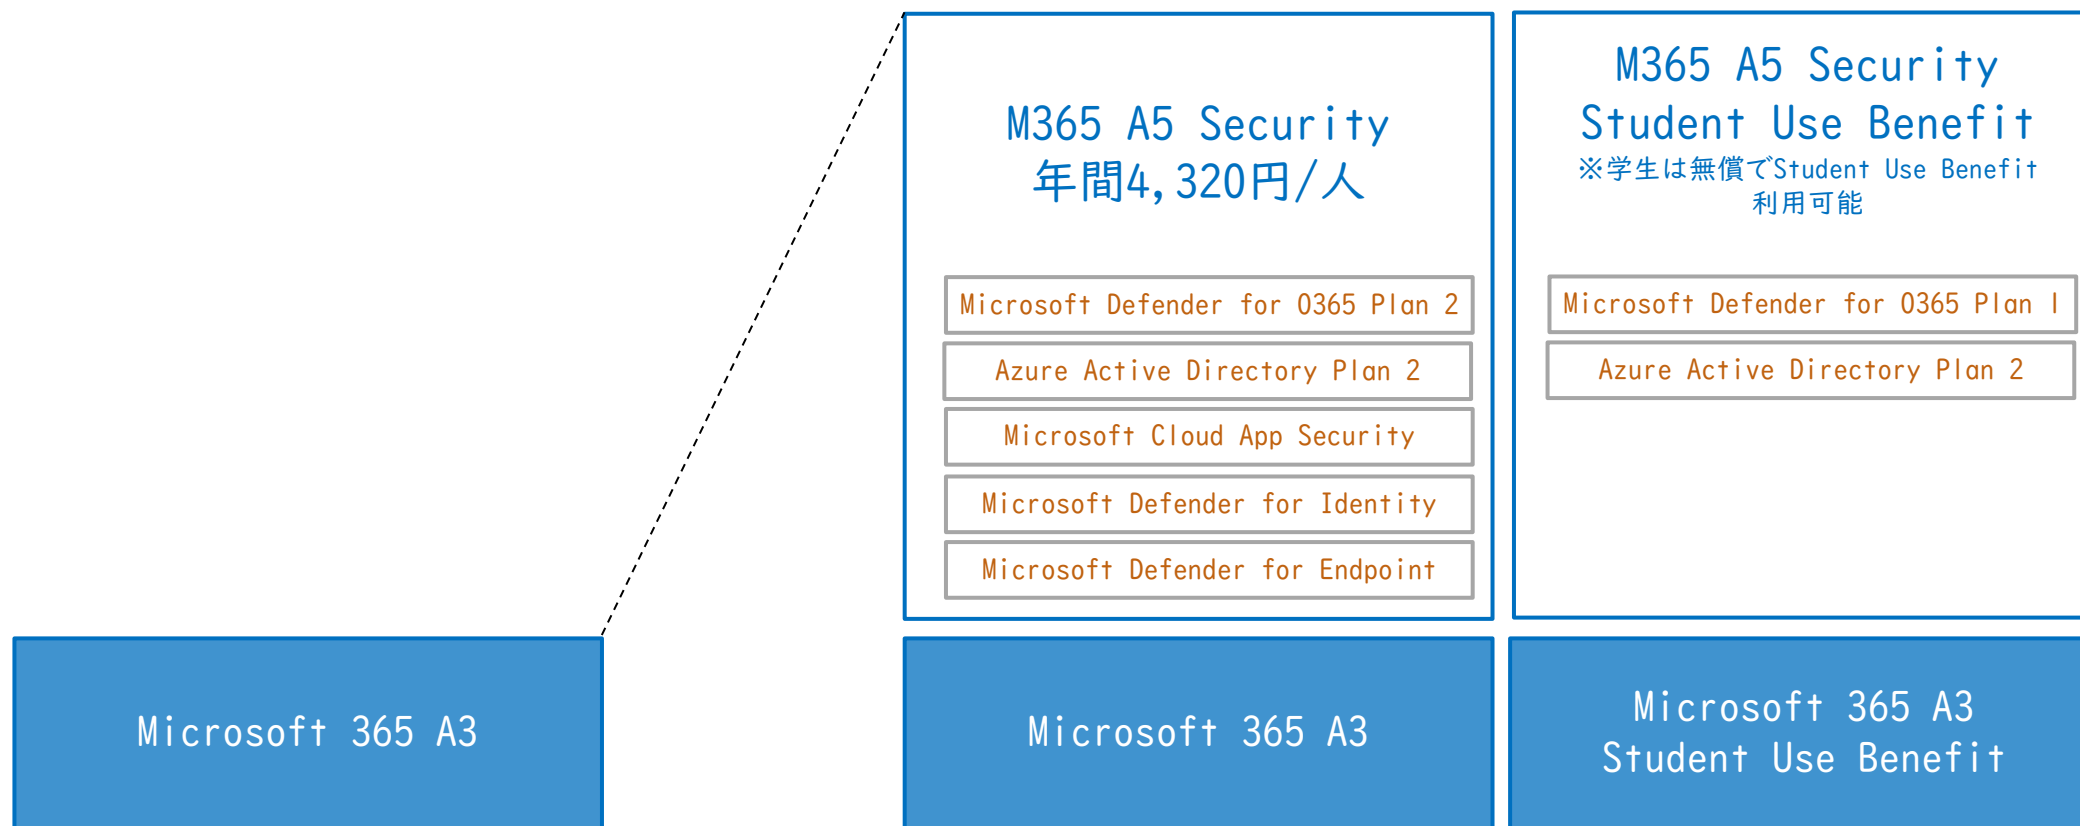 M365 A5 Security
年間4,320円/人
Microsoft Defender for O365 Plan 2
Azure Active Directory Plan 2
Microsoft Cloud App Security
Microsoft Defender for Identity
Microsoft Defender for Endpoint
M365 A5 Security
Student Use Benefit
※学生は無償でStudent Use Benefit
利用可能
Microsoft Defender for O365 Plan 1
Azure Active Directory Plan 2
Microsoft 365 A3
Microsoft 365 A3
Microsoft 365 A3
Student Use Benefit